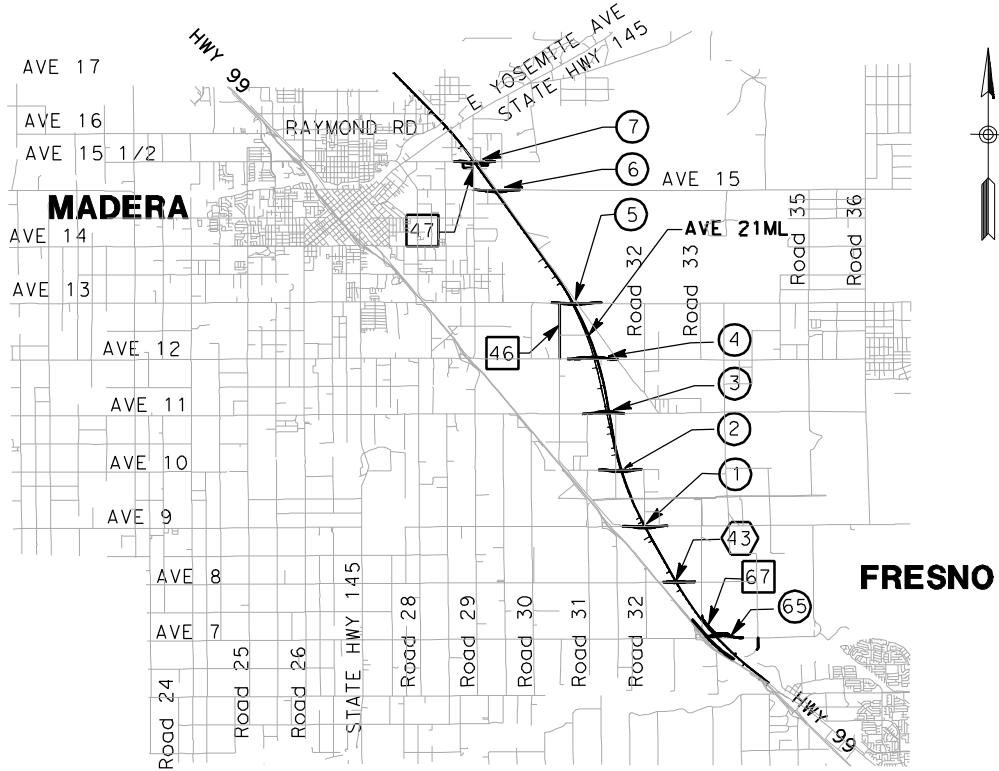 HWY 99
E YOSEMITE AVE
STATE HWY 145
AVE 17
AVE 16
RAYMOND RD
7
AVE 15 1/2
6
AVE 15
MADERA
47
5
AVE 21ML
AVE 14
Road 32
Road 33
Road 35
Road 36
AVE 13
AVE 12
46
4
3
AVE 11
2
AVE 10
1
AVE 9
43
AVE 8
67
FRESNO
65
AVE 7
Road 24
Road 25
Road 26
STATE HWY 145
Road 28
Road 29
Road 30
Road 31
Road 32
HWY 99